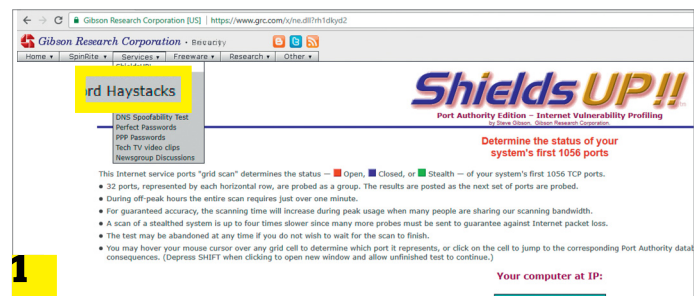 Gibson Research Corporation [US] | https://www.grc.com/x/ne.dll?rh1dkyd2
Gibson Research Corporation ·
Home ▾ SpinRite ▾ Services ▾ Freeware ▾ Research ▾ Other ▾
ShieldsUP!
rd Haystacks
DNS Spoofability Test
Perfect Passwords
PPP Passwords
Tech TV video clips
Newsgroup Discussions
ShieldsUP!!
Port Authority Edition – Internet Vulnerability Profiling
by Steve Gibson, Gibson Research Corporation.
Determine the status of your
system's first 1056 ports
This Internet service ports "grid scan" determines the status — Open, Closed, or Stealth — of your system's first 1056 TCP ports.
• 32 ports, represented by each horizontal row, are probed as a group. The results are posted as the next set of ports are probed.
• During off-peak hours the entire scan requires just over one minute.
• For guaranteed accuracy, the scanning time will increase during peak usage when many people are sharing our scanning bandwidth.
• A scan of a stealthed system is up to four times slower since many more probes must be sent to guarantee against Internet packet loss.
• The test may be abandoned at any time if you do not wish to wait for the scan to finish.
• You may hover your mouse cursor over any grid cell to determine which port it represents, or click on the cell to jump to the corresponding Port Authority datab
consequences. (Depress SHIFT when clicking to open new window and allow unfinished test to continue.)
Your computer at IP:
1